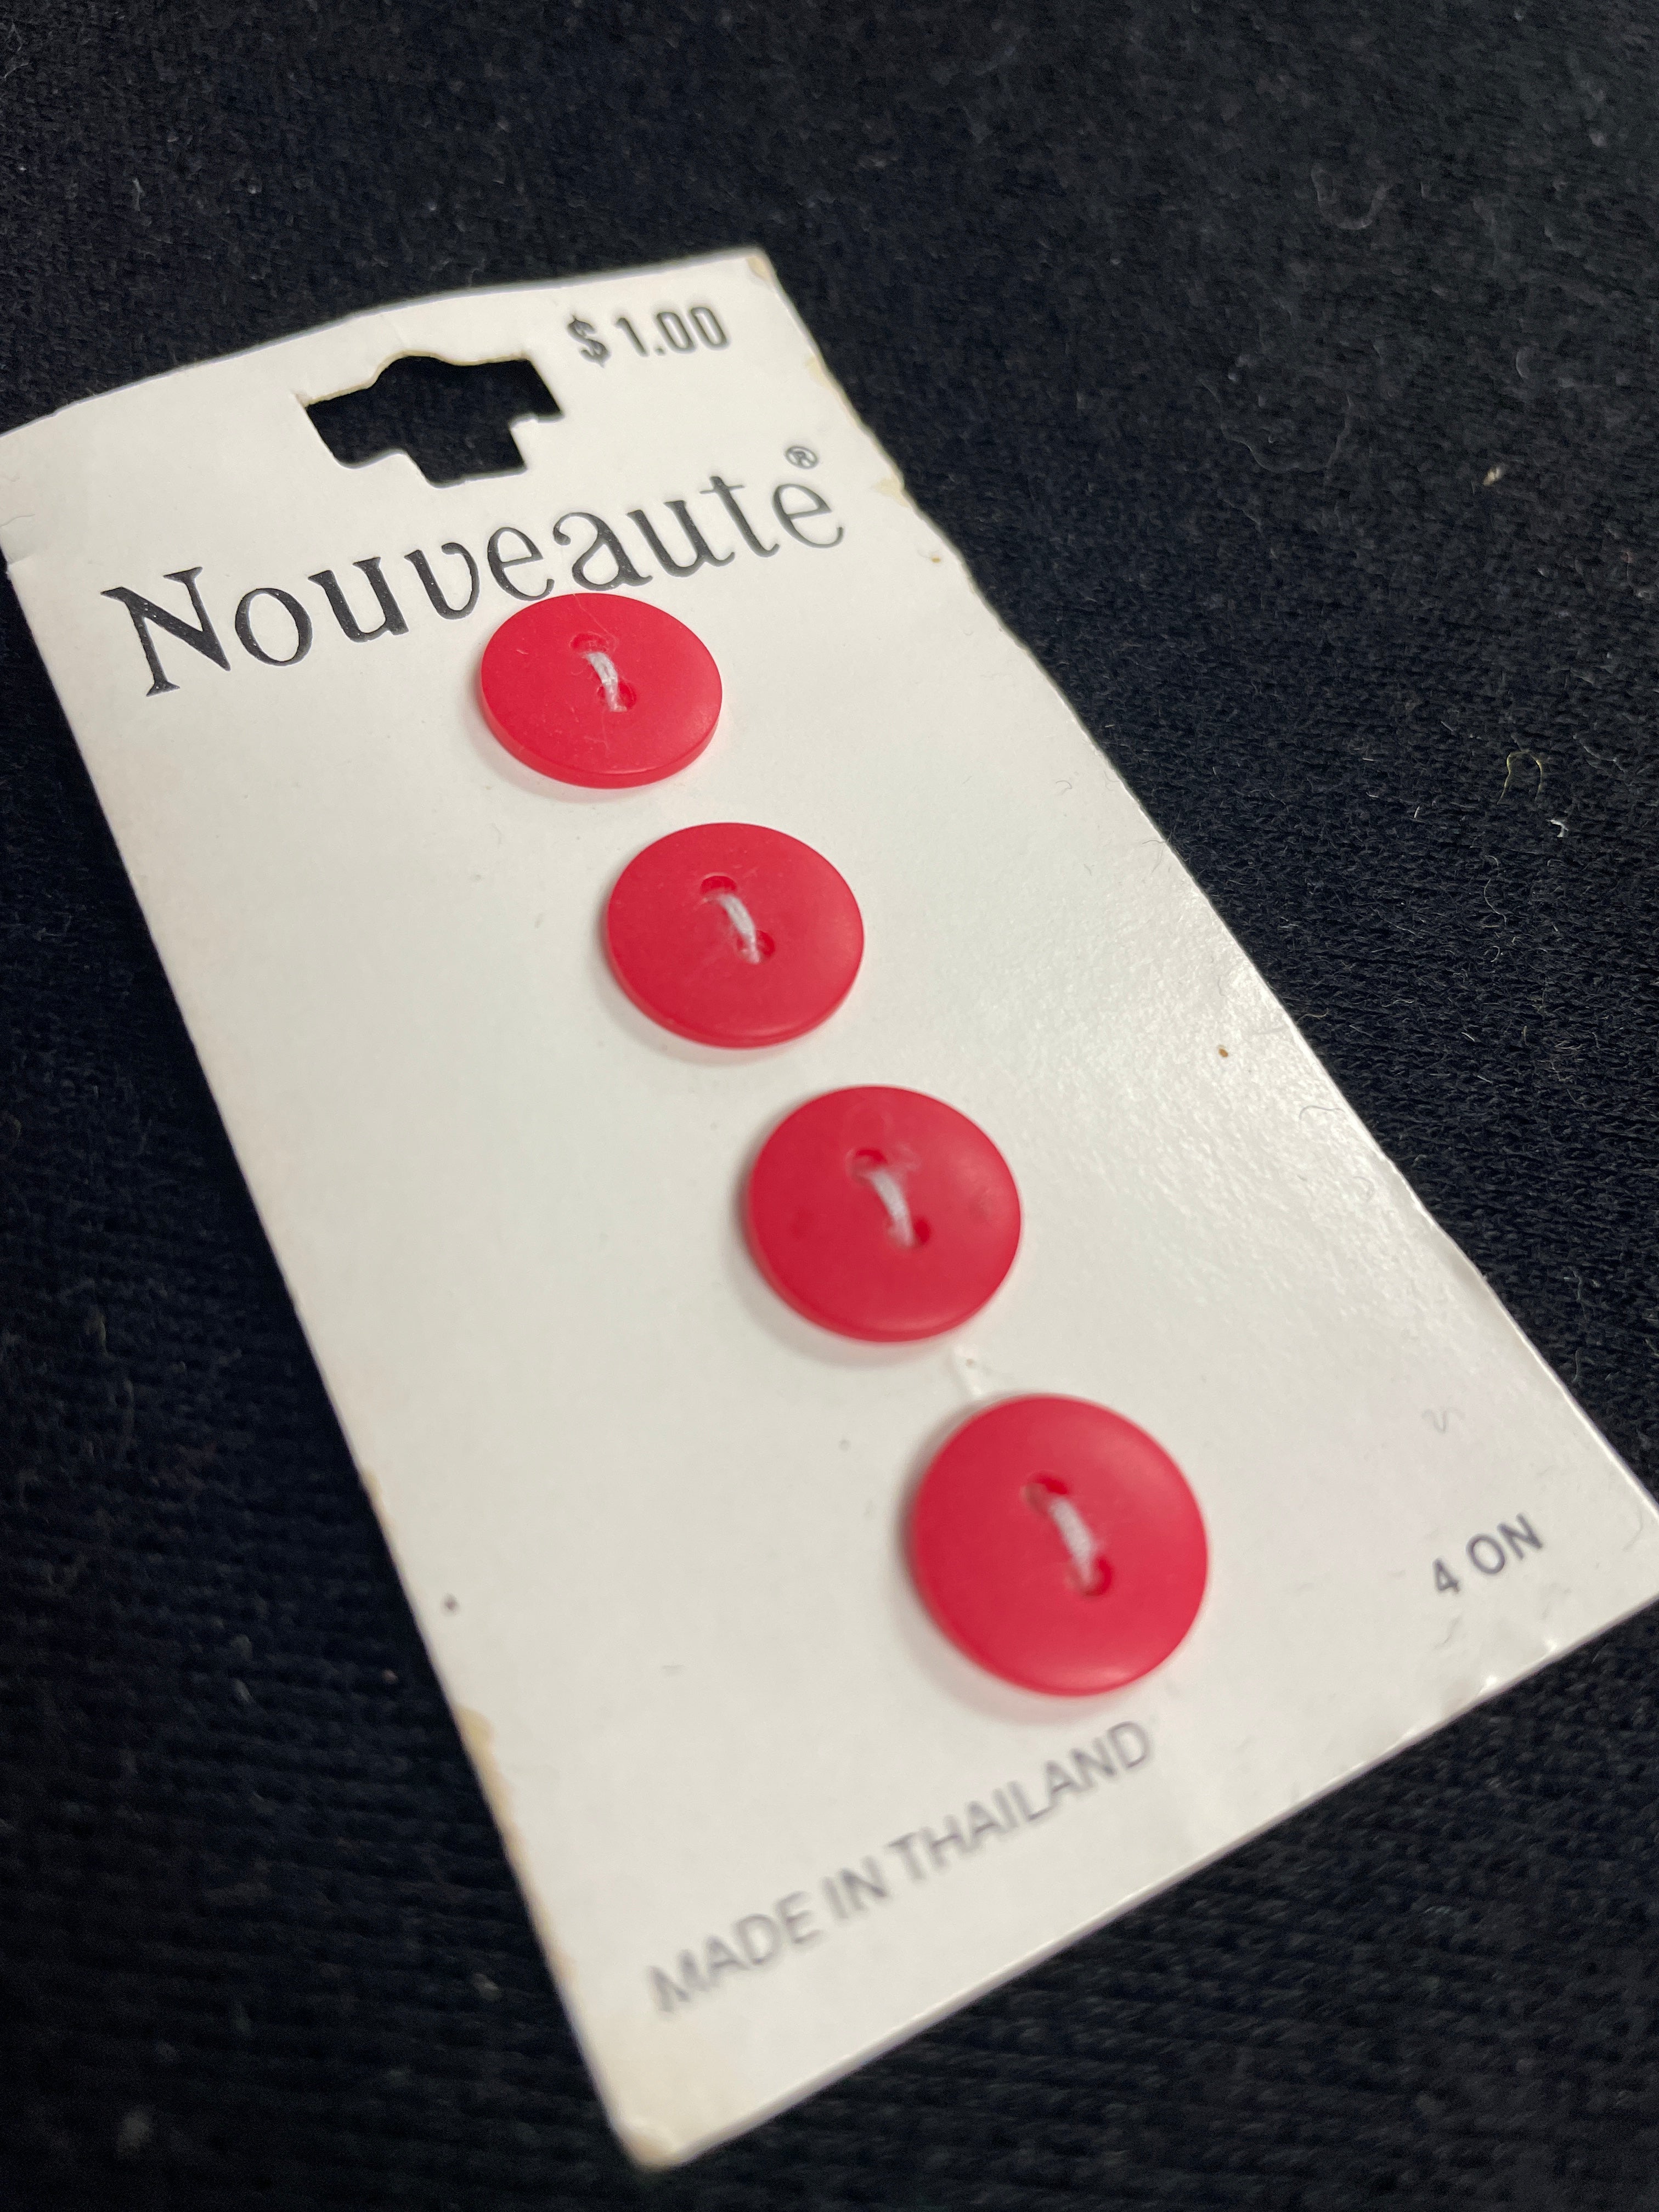 $1.00
Nouveauté®
4 ON
MADE IN THAILAND